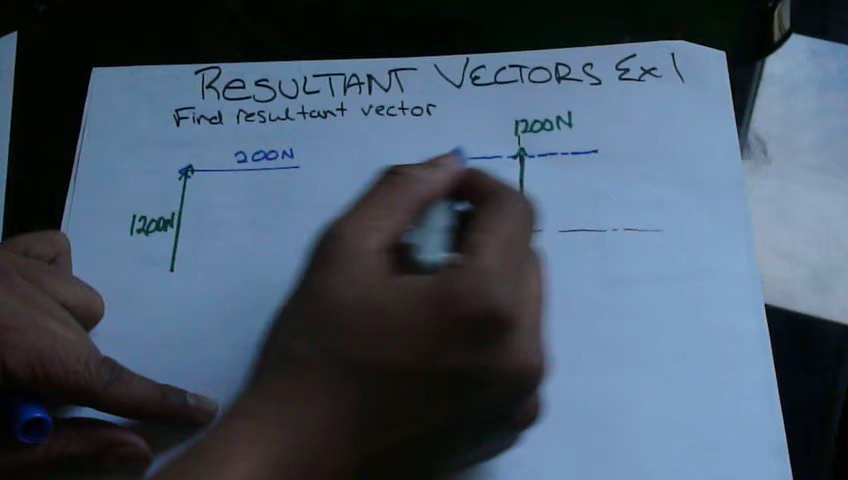 RESULTANT VECTORS Ex 1
Find resultant vector
1200N
200N
1200N